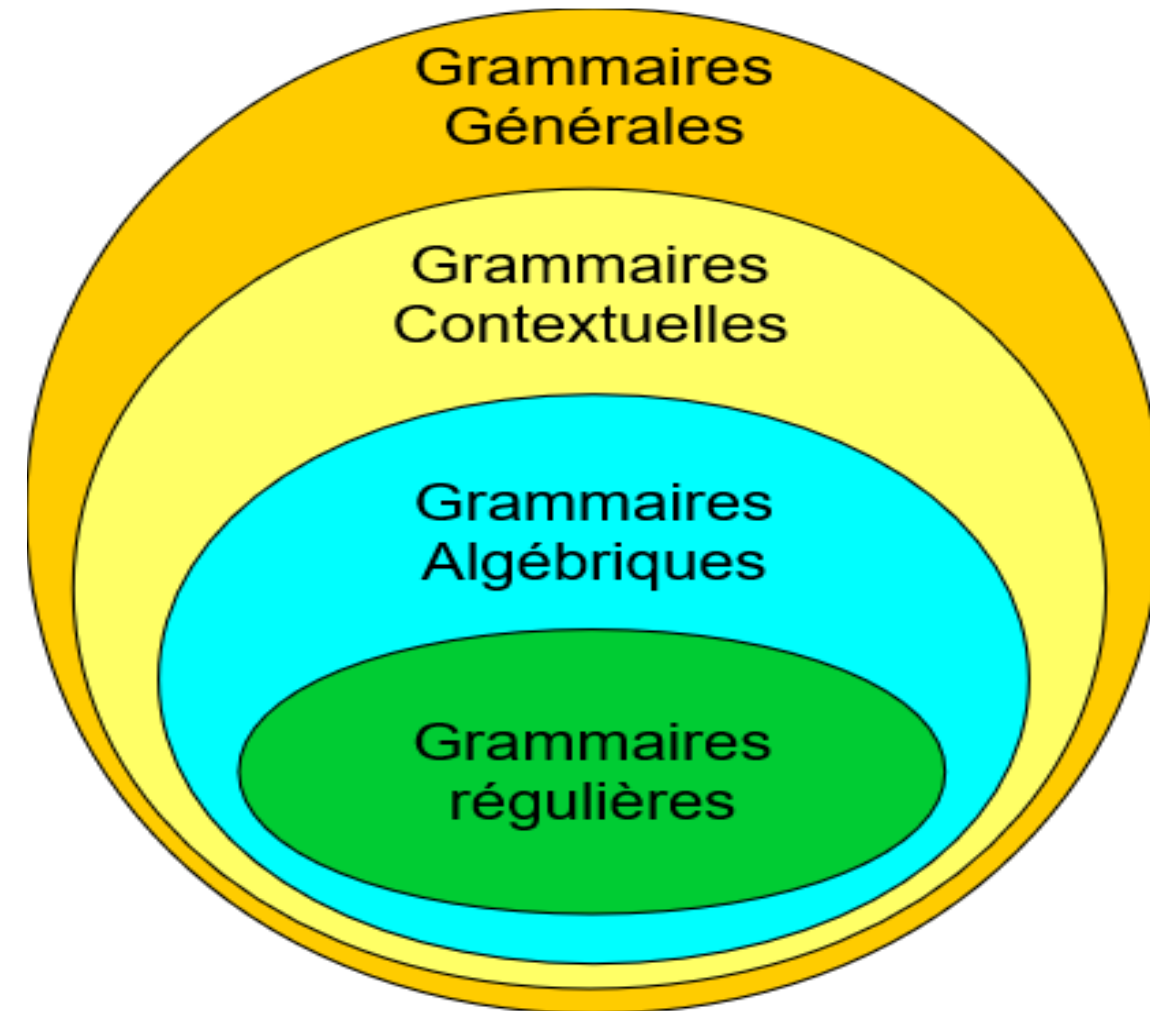 Grammaires
Générales
Grammaires
Contextuelles
Grammaires
Algébriques
Grammaires
régulières